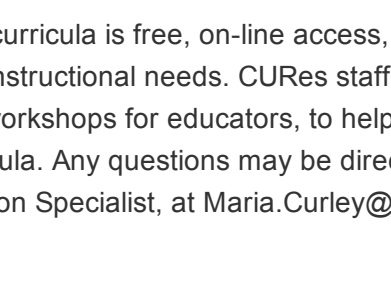 curricula is free, on-line access,
nstructional needs. CURes staff
workshops for educators, to help
ula. Any questions may be direc
on Specialist, at Maria.Curley@